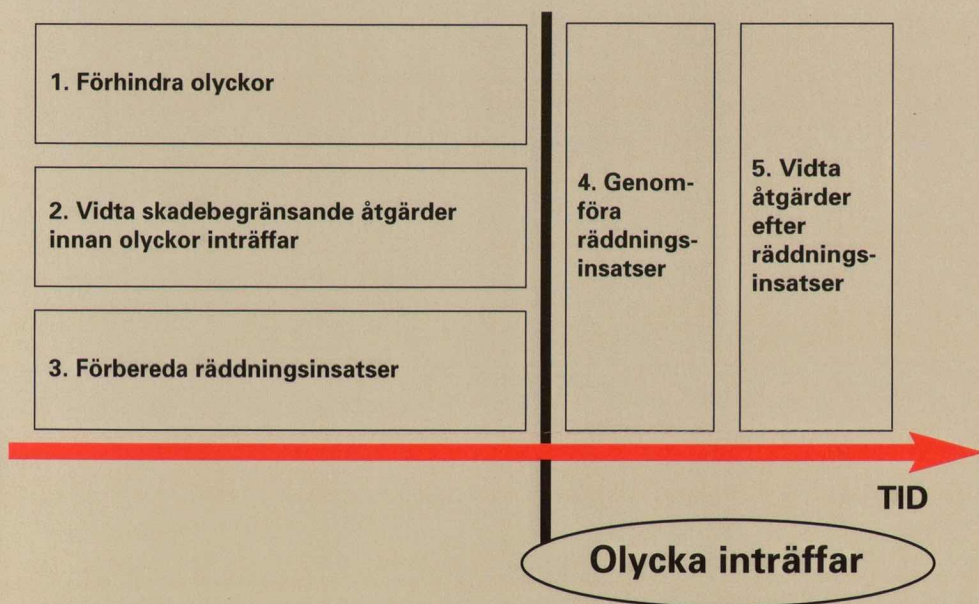 1. Förhindra olyckor
2. Vidta skadebegränsande åtgärder
innan olyckor inträffar
3. Förbereda räddningsinsatser
4. Genom-
föra
räddnings-
insatser
5. Vidta
åtgärder
efter
räddnings-
insatser
TID
Olycka inträffar